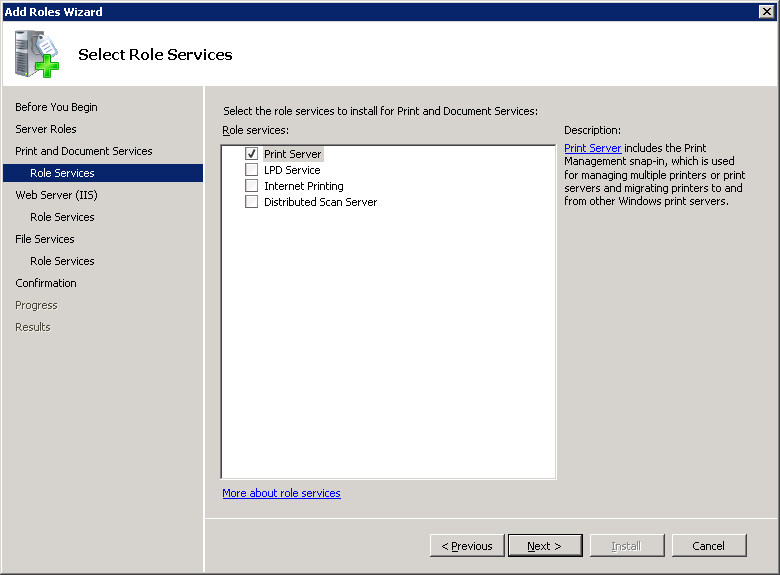 Add Roles Wizard
Select Role Services
Before You Begin
Server Roles
Print and Document Services
Role Services
Web Server (IIS)
Role Services
File Services
Role Services
Confirmation
Progress
Results
Select the role services to install for Print and Document Services:
Role services:
Print Server
LPD Service
Internet Printing
Distributed Scan Server
More about role services
Description:
Print Server includes the Print
Management snap-in, which is used
for managing multiple printers or print
servers and migrating printers to and
from other Windows print servers.
< Previous
Next >
Install
Cancel